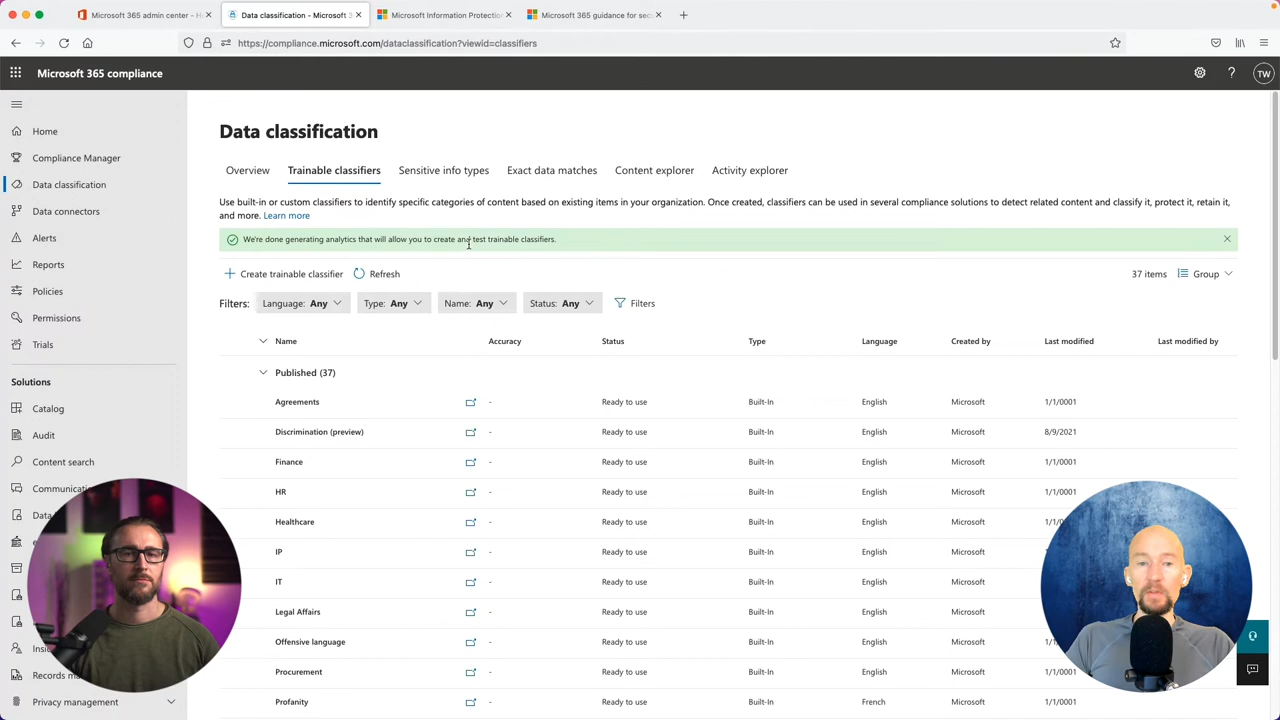 Microsoft 365 admin center - H
Data classification - Microsoft 3
Microsoft Information Protectio
Microsoft 365 guidance for sec
https://compliance.microsoft.com/dataclassification?viewid=classifiers
Microsoft 365 compliance
TW
Home
Compliance Manager
Data classification
Data connectors
Alerts
Reports
Policies
Permissions
Trials
Solutions
Catalog
Audit
Content search
Communicatio
Data
Records m
Privacy management
Data classification
Overview Trainable classifiers Sensitive info types Exact data matches Content explorer Activity explorer
Use built-in or custom classifiers to identify specific categories of content based on existing items in your organization. Once created, classifiers can be used in several compliance solutions to detect related content and classify it, protect it, retain it,
and more. Learn more
We're done generating analytics that will allow you to create and test trainable classifiers.
Create trainable classifier Refresh 37 items Group
Filters: Language: Any Type: Any Name: Any Status: Any Filters
Name Accuracy Status Type Language Created by Last modified Last modified by
Published (37)
Agreements - Ready to use Built-In English Microsoft 1/1/0001
Discrimination (preview) - Ready to use Built-In English Microsoft 8/9/2021
Finance - Ready to use Built-In English Microsoft 1/1/0001
HR - Ready to use Built-In English Microsoft 1/1/0001
Healthcare - Ready to use Built-In English Microsoft
IP - Ready to use Built-In English Microsoft
IT - Ready to use Built-In English Microsoft
Legal Affairs - Ready to use Built-In English Microsoft
Offensive language - Ready to use Built-In English Microsoft
Procurement - Ready to use Built-In English Microsoft
Profanity - Ready to use Built-In French Microsoft